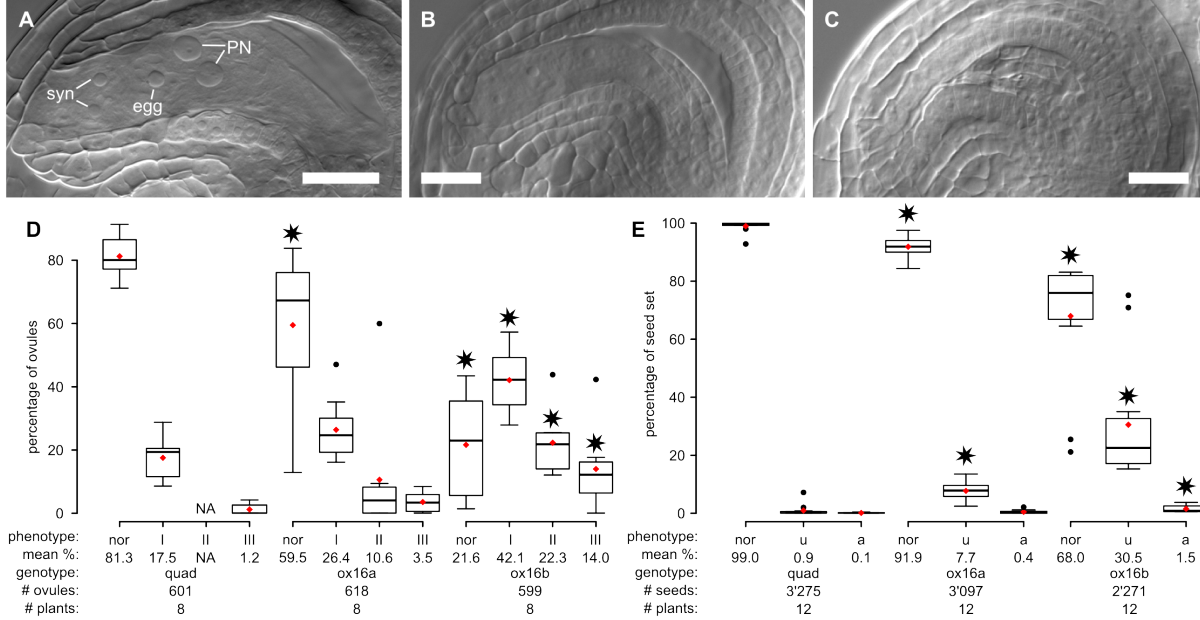 A
PN
syn
egg
B
C
D
percentage of ovules
80
60
40
20
0
NA
phenotype: nor I II III nor I II III nor I II III
mean %: 81.3 17.5 NA 1.2 59.5 26.4 10.6 3.5 21.6 42.1 22.3 14.0
genotype: quad ox16a ox16b
# ovules: 601 618 599
# plants: 8 8 8
E
percentage of seed set
100
80
60
40
20
0
phenotype: nor u a nor u a nor u a
mean %: 99.0 0.9 0.1 91.9 7.7 0.4 68.0 30.5 1.5
genotype: quad ox16a ox16b
# seeds: 3'275 3'097 2'271
# plants: 12 12 12